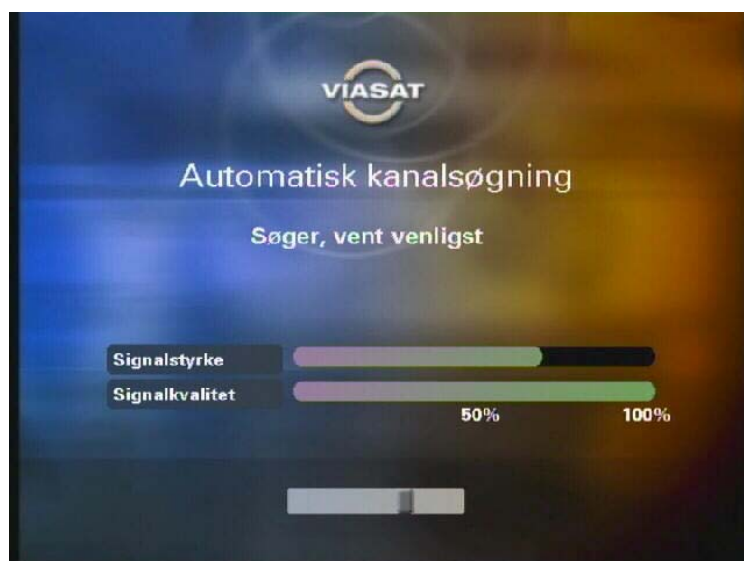 VIASAT
Automatisk kanalsøgning
Søger, vent venligst
Signalstyrke
Signalkvalitet
50% 100%